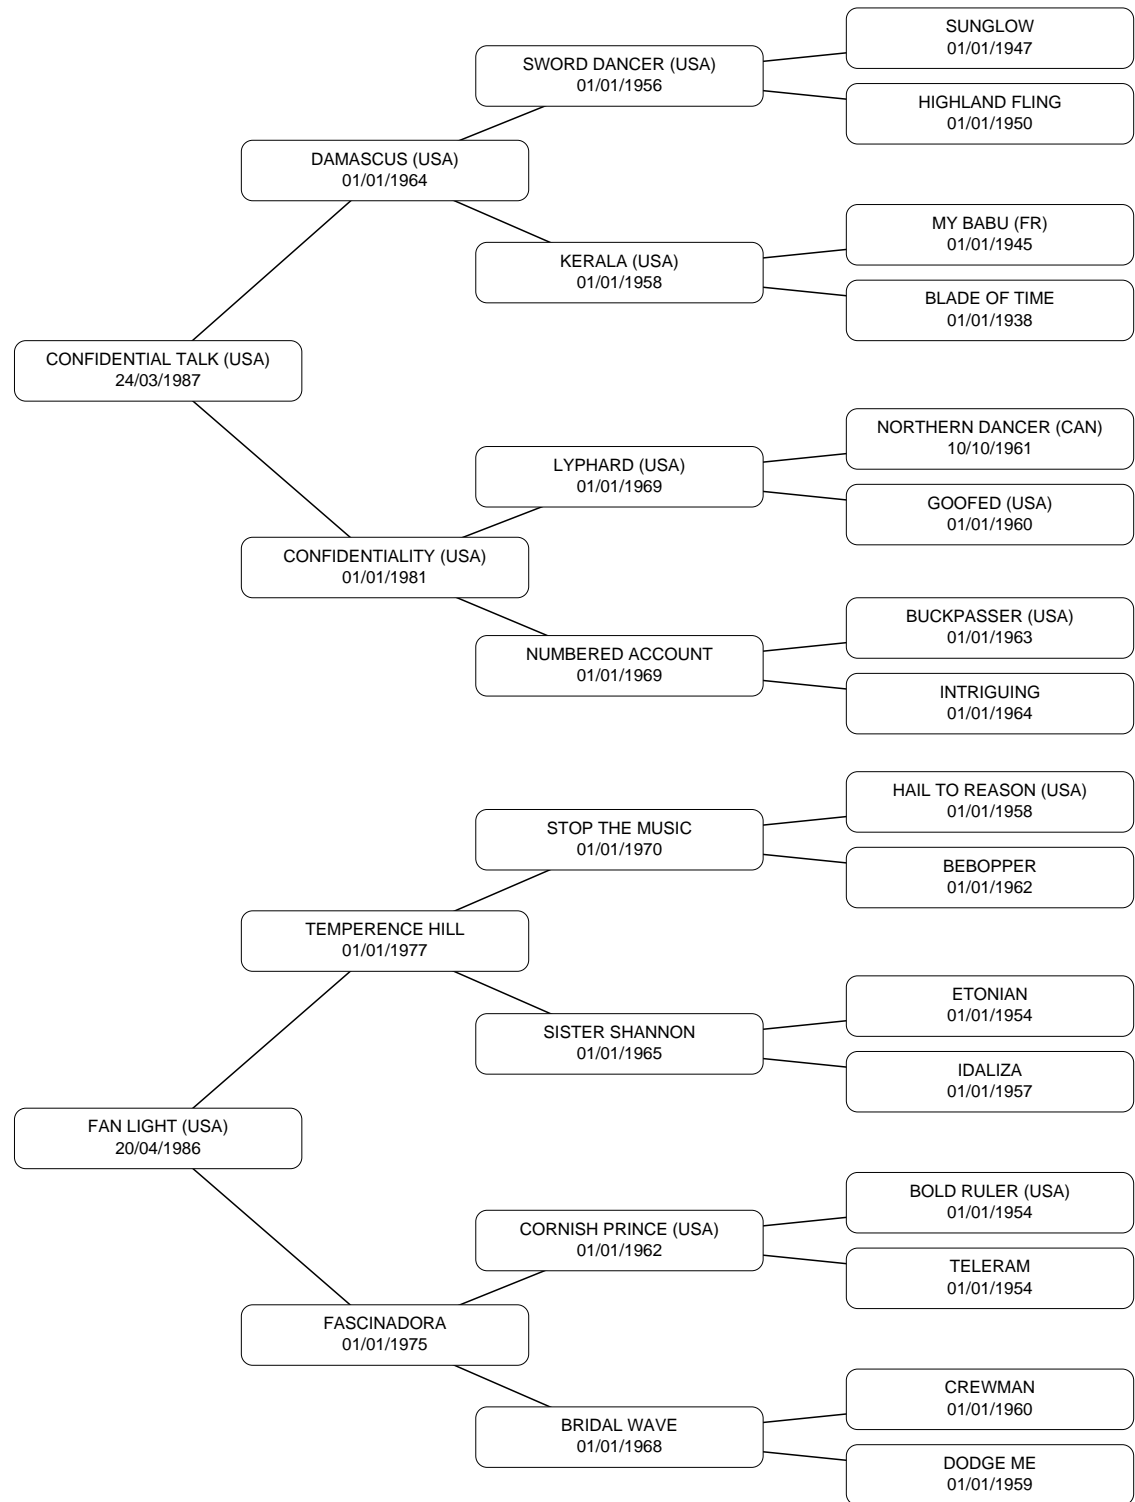 SUNGLOW
01/01/1947
SWORD DANCER (USA)
01/01/1956
HIGHLAND FLING
01/01/1950
DAMASCUS (USA)
01/01/1964
MY BABU (FR)
01/01/1945
KERALA (USA)
01/01/1958
BLADE OF TIME
01/01/1938
CONFIDENTIAL TALK (USA)
24/03/1987
NORTHERN DANCER (CAN)
10/10/1961
LYPHARD (USA)
01/01/1969
GOOFED (USA)
01/01/1960
CONFIDENTIALITY (USA)
01/01/1981
BUCKPASSER (USA)
01/01/1963
NUMBERED ACCOUNT
01/01/1969
INTRIGUING
01/01/1964
HAIL TO REASON (USA)
01/01/1958
STOP THE MUSIC
01/01/1970
BEBOPPER
01/01/1962
TEMPERENCE HILL
01/01/1977
ETONIAN
01/01/1954
SISTER SHANNON
01/01/1965
IDALIZA
01/01/1957
FAN LIGHT (USA)
20/04/1986
BOLD RULER (USA)
01/01/1954
CORNISH PRINCE (USA)
01/01/1962
TELERAM
01/01/1954
FASCINADORA
01/01/1975
CREWMAN
01/01/1960
BRIDAL WAVE
01/01/1968
DODGE ME
01/01/1959